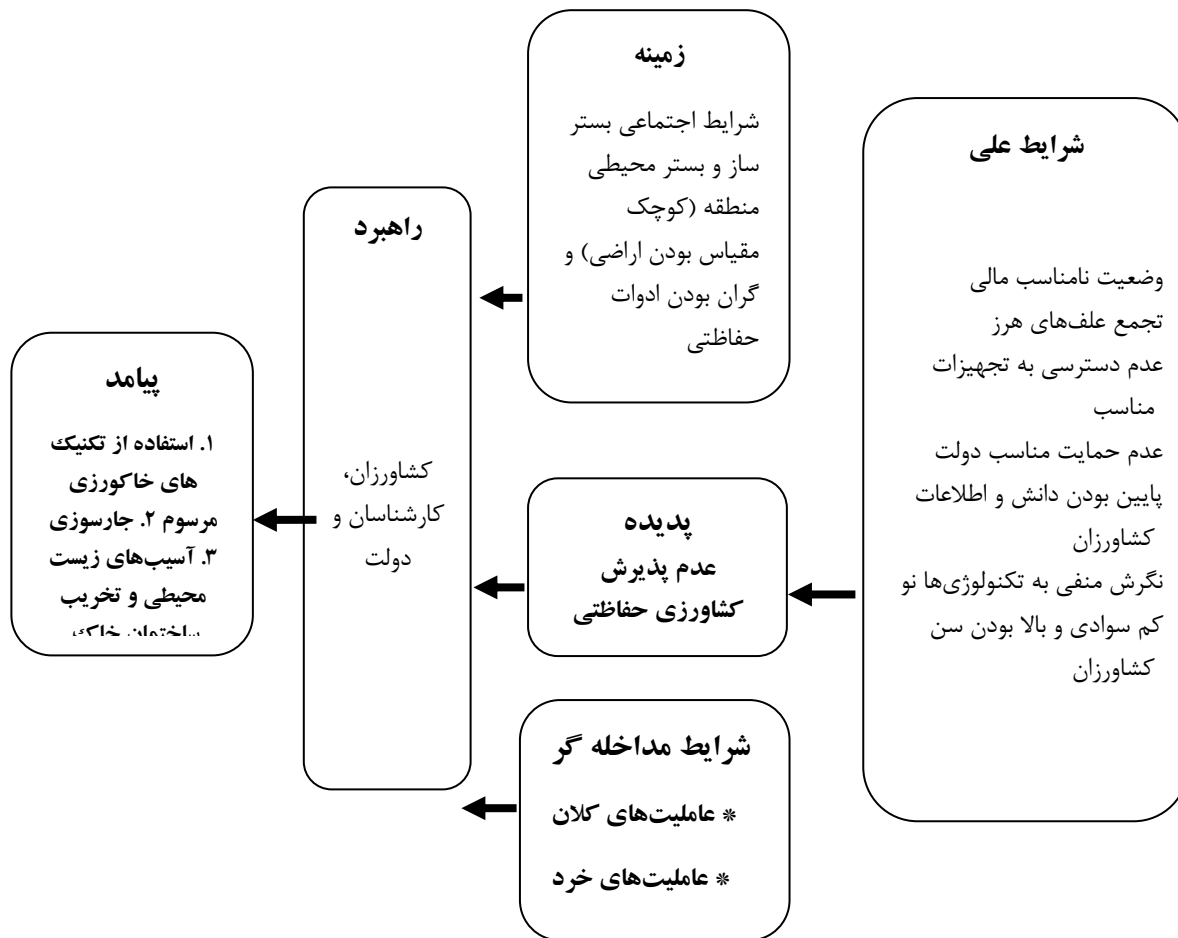 شرایط علی
وضعیت نامناسب مالی
تجمع علف‌های هرز
عدم دسترسی به تجهیزات
مناسب
عدم حمایت مناسب دولت
پایین بودن دانش و اطلاعات
کشاورزان
نگرش منفی به تکنولوژی‌ها نو
کم سوادی و بالا بودن سن
کشاورزان
زمینه
شرایط اجتماعی بستر
ساز و بستر محیطی
منطقه (کوچک
مقیاس بودن اراضی) و
گران بودن ادوات
حفاظتی
پدیده
عدم پذیرش
کشاورزی حفاظتی
شرایط مداخله گر
* عاملیت‌های کلان
* عاملیت‌های خرد
راهبرد
کشاورزان،
کارشناسان و
دولت
پیامد
۱. استفاده از تکنیک
های خاکورزی
مرسوم ۲. جارسوزی
۳. آسیب‌های زیست
محیطی و تخریب
ساختمان خاک